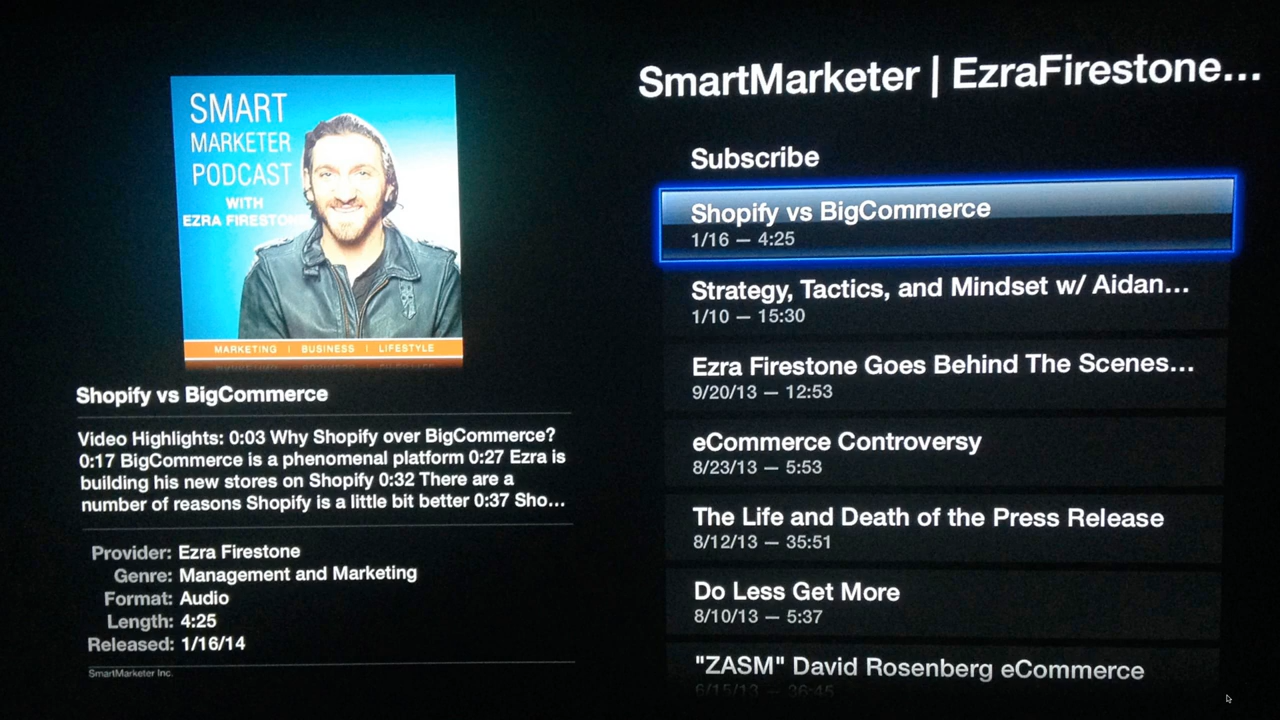 SMART
MARKETER
PODCAST
WITH
EZRA FIRESTONE
MARKETING | BUSINESS | LIFESTYLE
Shopify vs BigCommerce
Video Highlights: 0:03 Why Shopify over BigCommerce?
0:17 BigCommerce is a phenomenal platform 0:27 Ezra is
building his new stores on Shopify 0:32 There are a
number of reasons Shopify is a little bit better 0:37 Sho...
Provider: Ezra Firestone
Genre: Management and Marketing
Format: Audio
Length: 4:25
Released: 1/16/14
SmartMarketer Inc.
SmartMarketer | EzraFirestone...
Subscribe
Shopify vs BigCommerce
1/16 — 4:25
Strategy, Tactics, and Mindset w/ Aidan...
1/10 — 15:30
Ezra Firestone Goes Behind The Scenes...
9/20/13 — 12:53
eCommerce Controversy
8/23/13 — 5:53
The Life and Death of the Press Release
8/12/13 — 35:51
Do Less Get More
8/10/13 — 5:37
"ZASM" David Rosenberg eCommerce
6/15/13 — 36:45